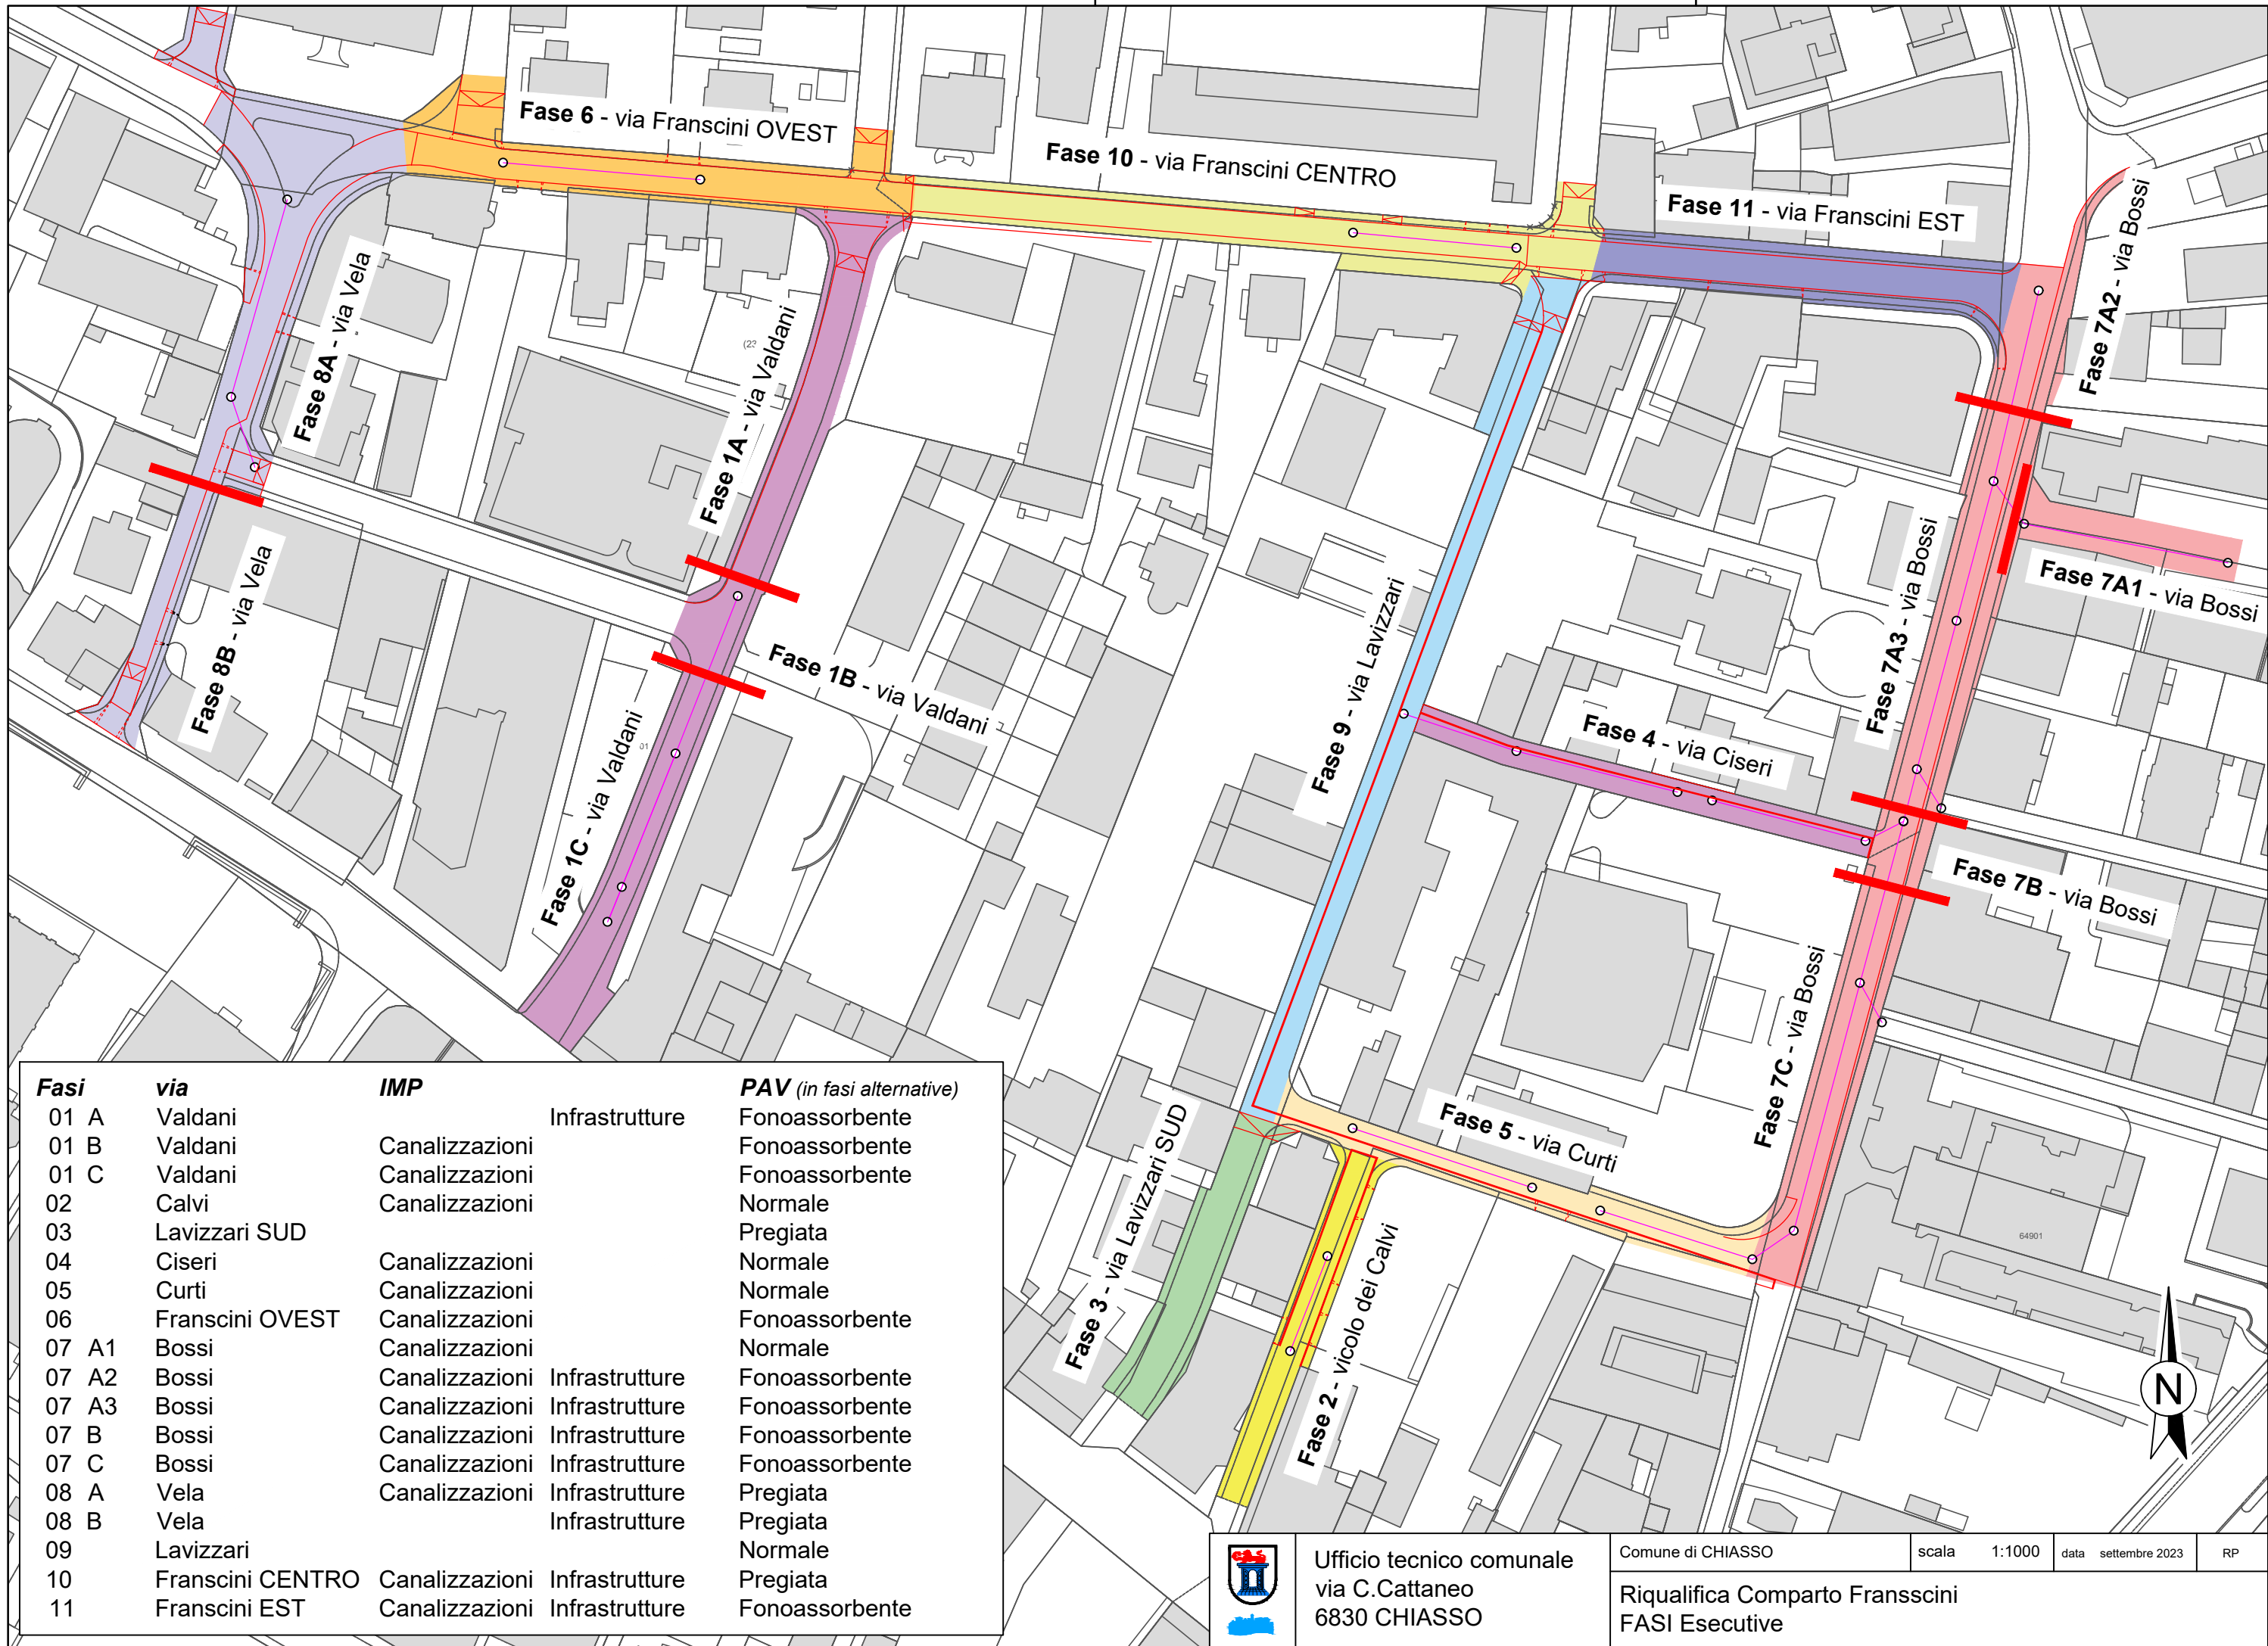 Fase 6 - via Franscini OVEST
Fase 10 - via Franscini CENTRO
Fase 11 - via Franscini EST
Fase 7A2 - via Bossi
Fase 8A - via Vela
Fase 1A - via Valdani
(23
Fase 7A1 - via Bossi
Fase 7A3 - via Bossi
Fase 8B - via Vela
Fase 1B - via Valdani
Fase 9 - via Lavizzari
Fase 4 - via Ciseri
Fase 1C - via Valdani
01
Fase 7B - via Bossi
Fase 7C - via Bossi
Fase 5 - via Curti
Fase 3 - via Lavizzari SUD
Fase 2 - vicolo dei Calvi
64901
N
Fasi via IMP PAV (in fasi alternative)
01 A Valdani Infrastrutture Fonoassorbente
01 B Valdani Canalizzazioni Fonoassorbente
01 C Valdani Canalizzazioni Fonoassorbente
02 Calvi Canalizzazioni Normale
03 Lavizzari SUD Pregiata
04 Ciseri Canalizzazioni Normale
05 Curti Canalizzazioni Normale
06 Franscini OVEST Canalizzazioni Fonoassorbente
07 A1 Bossi Canalizzazioni Normale
07 A2 Bossi Canalizzazioni Infrastrutture Fonoassorbente
07 A3 Bossi Canalizzazioni Infrastrutture Fonoassorbente
07 B Bossi Canalizzazioni Infrastrutture Fonoassorbente
07 C Bossi Canalizzazioni Infrastrutture Fonoassorbente
08 A Vela Canalizzazioni Infrastrutture Pregiata
08 B Vela Infrastrutture Pregiata
09 Lavizzari Normale
10 Franscini CENTRO Canalizzazioni Infrastrutture Pregiata
11 Franscini EST Canalizzazioni Infrastrutture Fonoassorbente
Ufficio tecnico comunale
via C.Cattaneo
6830 CHIASSO
Comune di CHIASSO
scala 1:1000
data settembre 2023
RP
Riqualifica Comparto Fransscini
FASI Esecutive